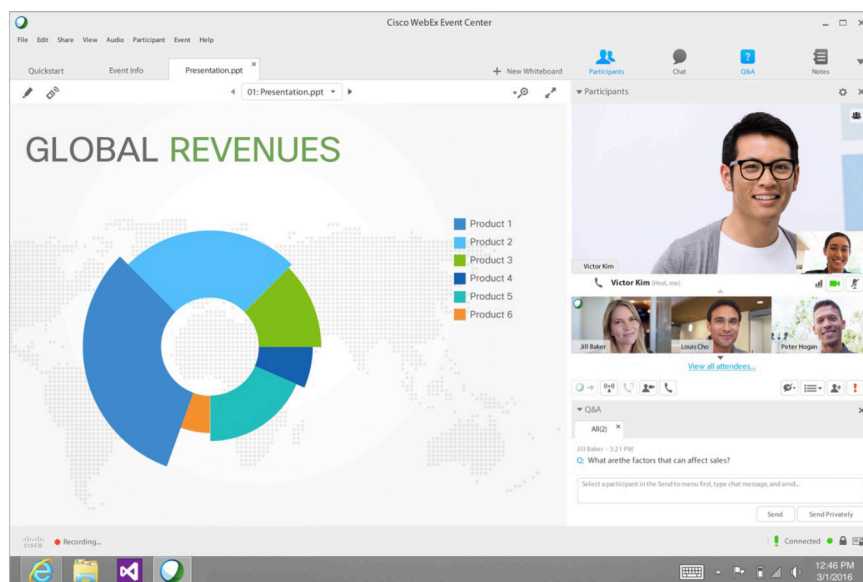 Cisco WebEx Event Center
File Edit Share View Audio Participant Event Help
Quickstart Event Info Presentation.ppt + New Whiteboard Participants Chat Q&A Notes
01: Presentation.ppt
Participants
GLOBAL REVENUES
Product 1
Product 2
Product 3
Product 4
Product 5
Product 6
Victor Kim
Victor Kim (Host, me)
Jill Baker Louis Cho Peter Hogan
View all attendees...
Q&A
All(2)
Jill Baker - 3:21 PM
Q: What arethe factors that can affect sales?
Select a participant in the Send to menu first, type chat message, and send...
Send Send Privately
CISCO Recording... Connected
12:46 PM
3/1/2016